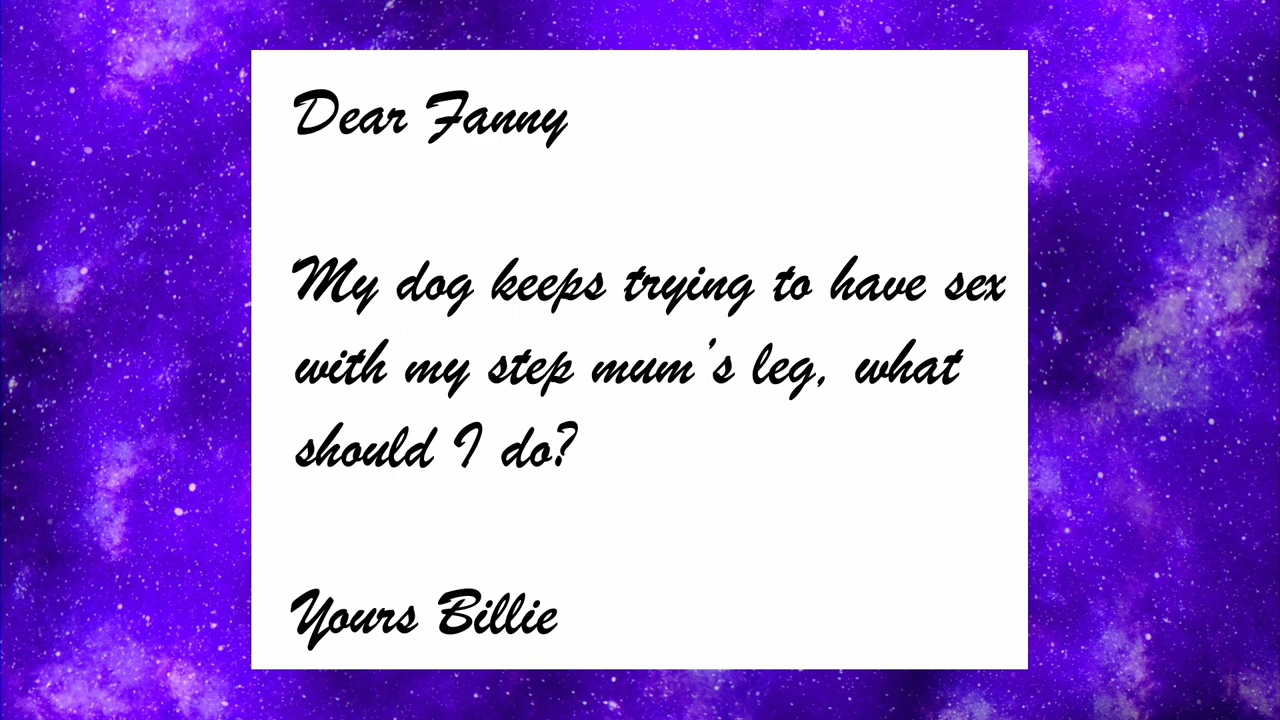 Dear Fanny
My dog keeps trying to have sex
with my step mum's leg, what
should I do?
Yours Billie